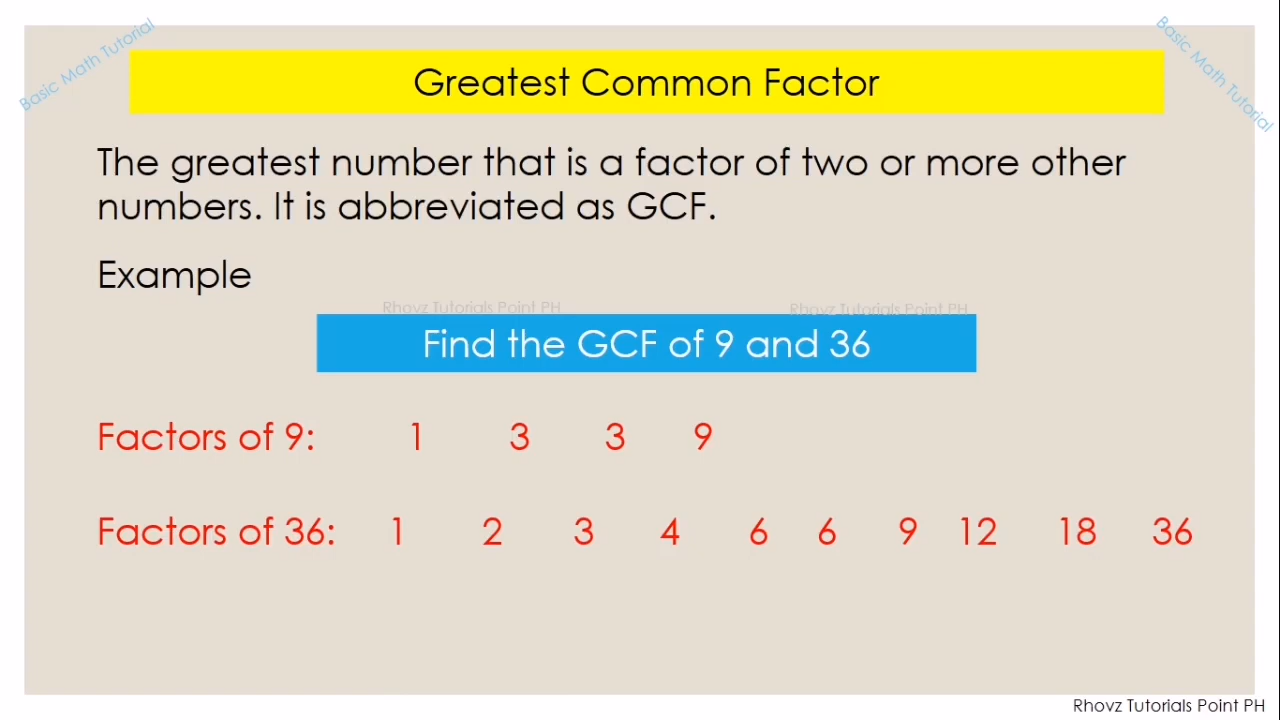 Basic Math Tutorial
Basic Math Tutorial
Greatest Common Factor
The greatest number that is a factor of two or more other
numbers. It is abbreviated as GCF.
Example
Rhovz Tutorials Point PH
Rhovz Tutorials Point PH
Find the GCF of 9 and 36
Factors of 9: 1 3 3 9
Factors of 36: 1 2 3 4 6 6 9 12 18 36
Rhovz Tutorials Point PH